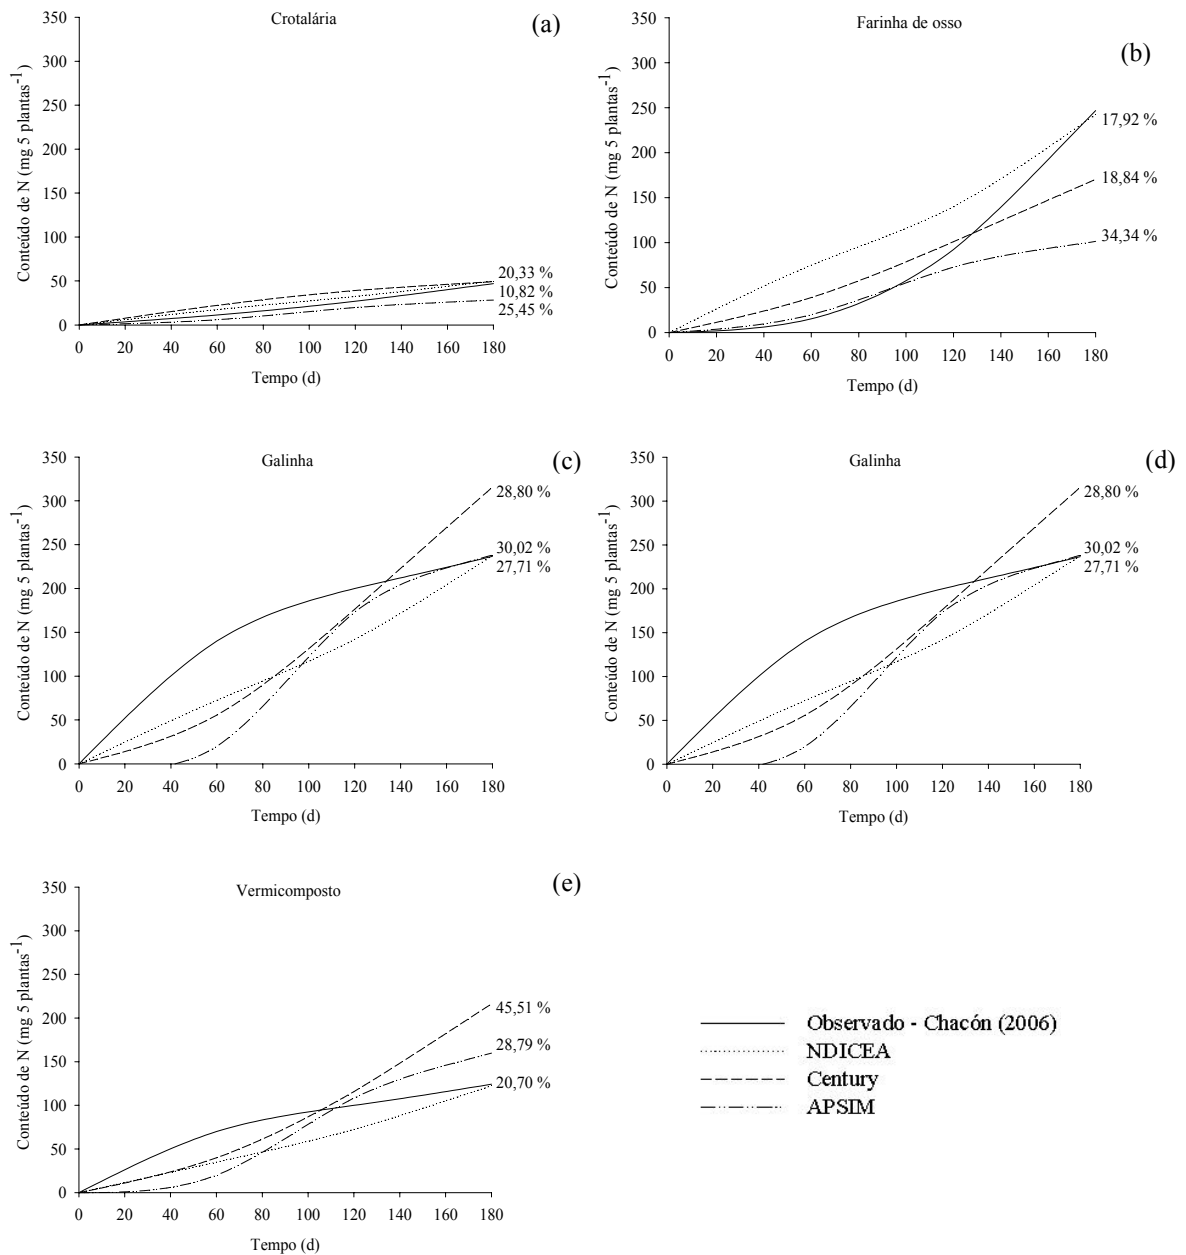 Crotalária
(a)
Conteúdo de N (mg 5 plantas-1)
350
300
250
200
150
100
50
0
20,33 %
10,82 %
25,45 %
0 20 40 60 80 100 120 140 160 180
Tempo (d)
Farinha de osso
(b)
Conteúdo de N (mg 5 plantas-1)
350
300
250
200
150
100
50
0
17,92 %
18,84 %
34,34 %
0 20 40 60 80 100 120 140 160 180
Tempo (d)
Galinha
(c)
Conteúdo de N (mg 5 plantas-1)
350
300
250
200
150
100
50
0
28,80 %
30,02 %
27,71 %
0 20 40 60 80 100 120 140 160 180
Tempo (d)
Galinha
(d)
Conteúdo de N (mg 5 plantas-1)
350
300
250
200
150
100
50
0
28,80 %
30,02 %
27,71 %
0 20 40 60 80 100 120 140 160 180
Tempo (d)
Vermicomposto
(e)
Conteúdo de N (mg 5 plantas-1)
350
300
250
200
150
100
50
0
45,51 %
28,79 %
20,70 %
0 20 40 60 80 100 120 140 160 180
Tempo (d)
Observado - Chacón (2006)
NDICEA
Century
APSIM